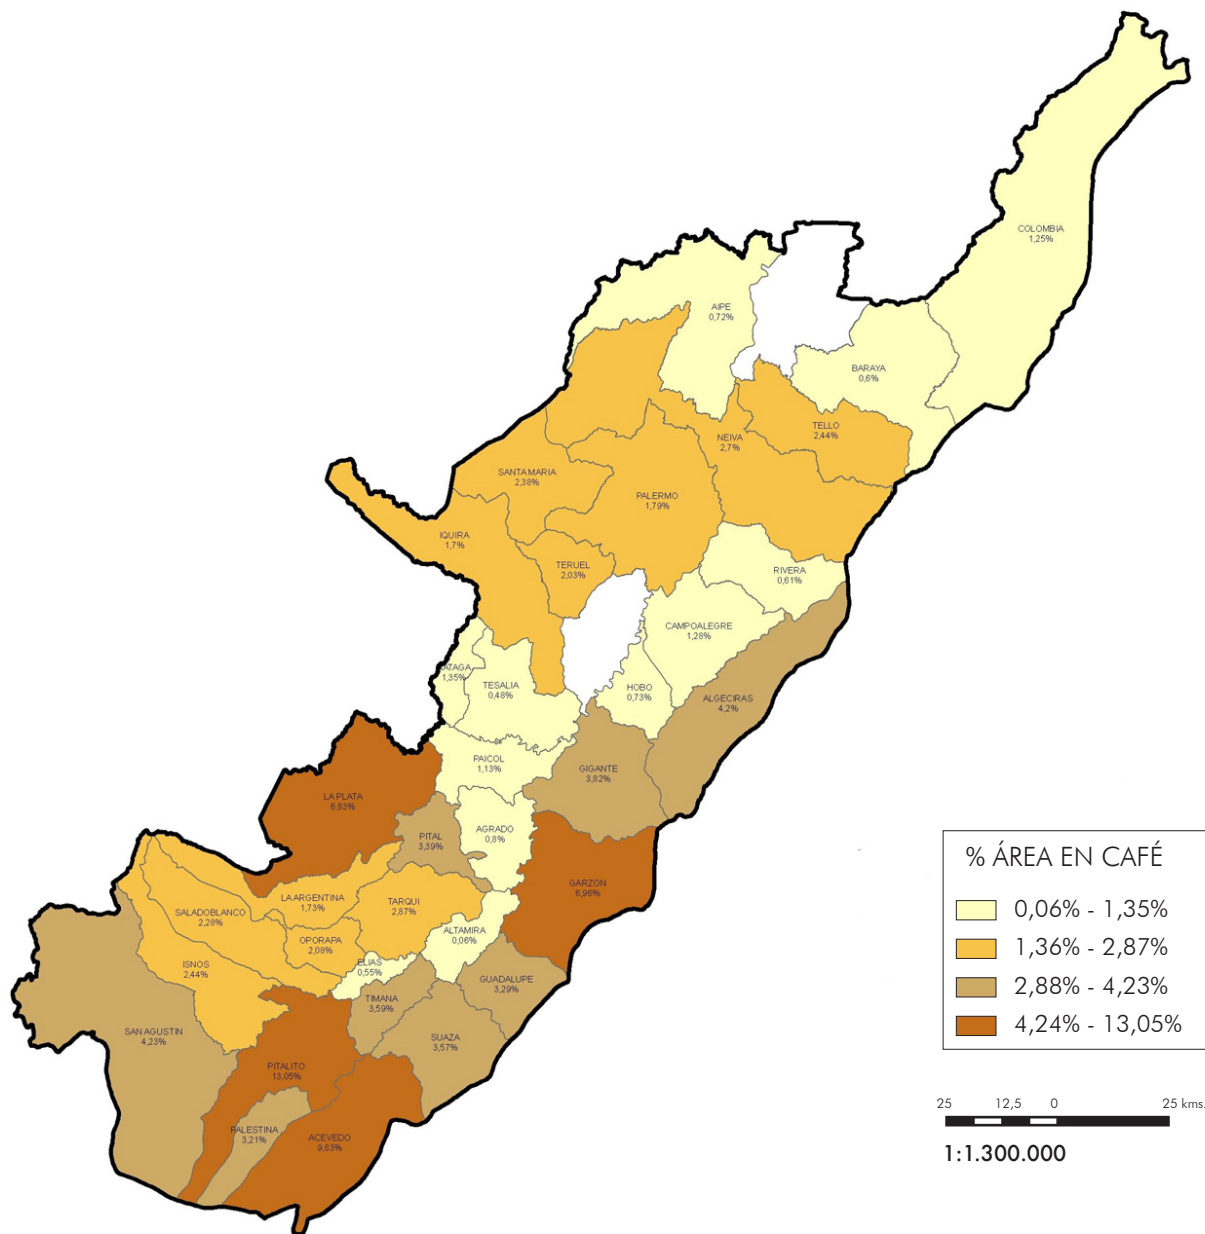 COLOMBIA
1,25%
AIPE
0,72%
BARAYA
0,6%
TELLO
2,44%
NEIVA
2,7%
SANTA MARIA
2,38%
PALERMO
1,79%
IQUIRA
1,7%
TERUEL
2,03%
RIVERA
0,61%
CAMPOALEGRE
1,28%
ATAGA
1,35%
TESALIA
0,48%
HOBO
0,73%
ALGECIRAS
4,2%
PAICOL
1,13%
GIGANTE
3,82%
LA PLATA
6,83%
PITAL
3,39%
AGRADO
0,8%
GARZON
6,96%
LA ARGENTINA
1,73%
TARQUI
2,87%
SALADOBLANCO
2,28%
ALTAMIRA
0,06%
OPORAPA
2,08%
ELIAS
0,55%
ISNOS
2,44%
GUADALUPE
3,29%
TIMANA
3,59%
SAN AGUSTIN
4,23%
SUAZA
3,57%
PITALITO
13,05%
PALESTINA
3,21%
ACEVEDO
9,83%
% ÁREA EN CAFÉ
0,06% - 1,35%
1,36% - 2,87%
2,88% - 4,23%
4,24% - 13,05%
25 12,5 0 25 kms.
1:1.300.000